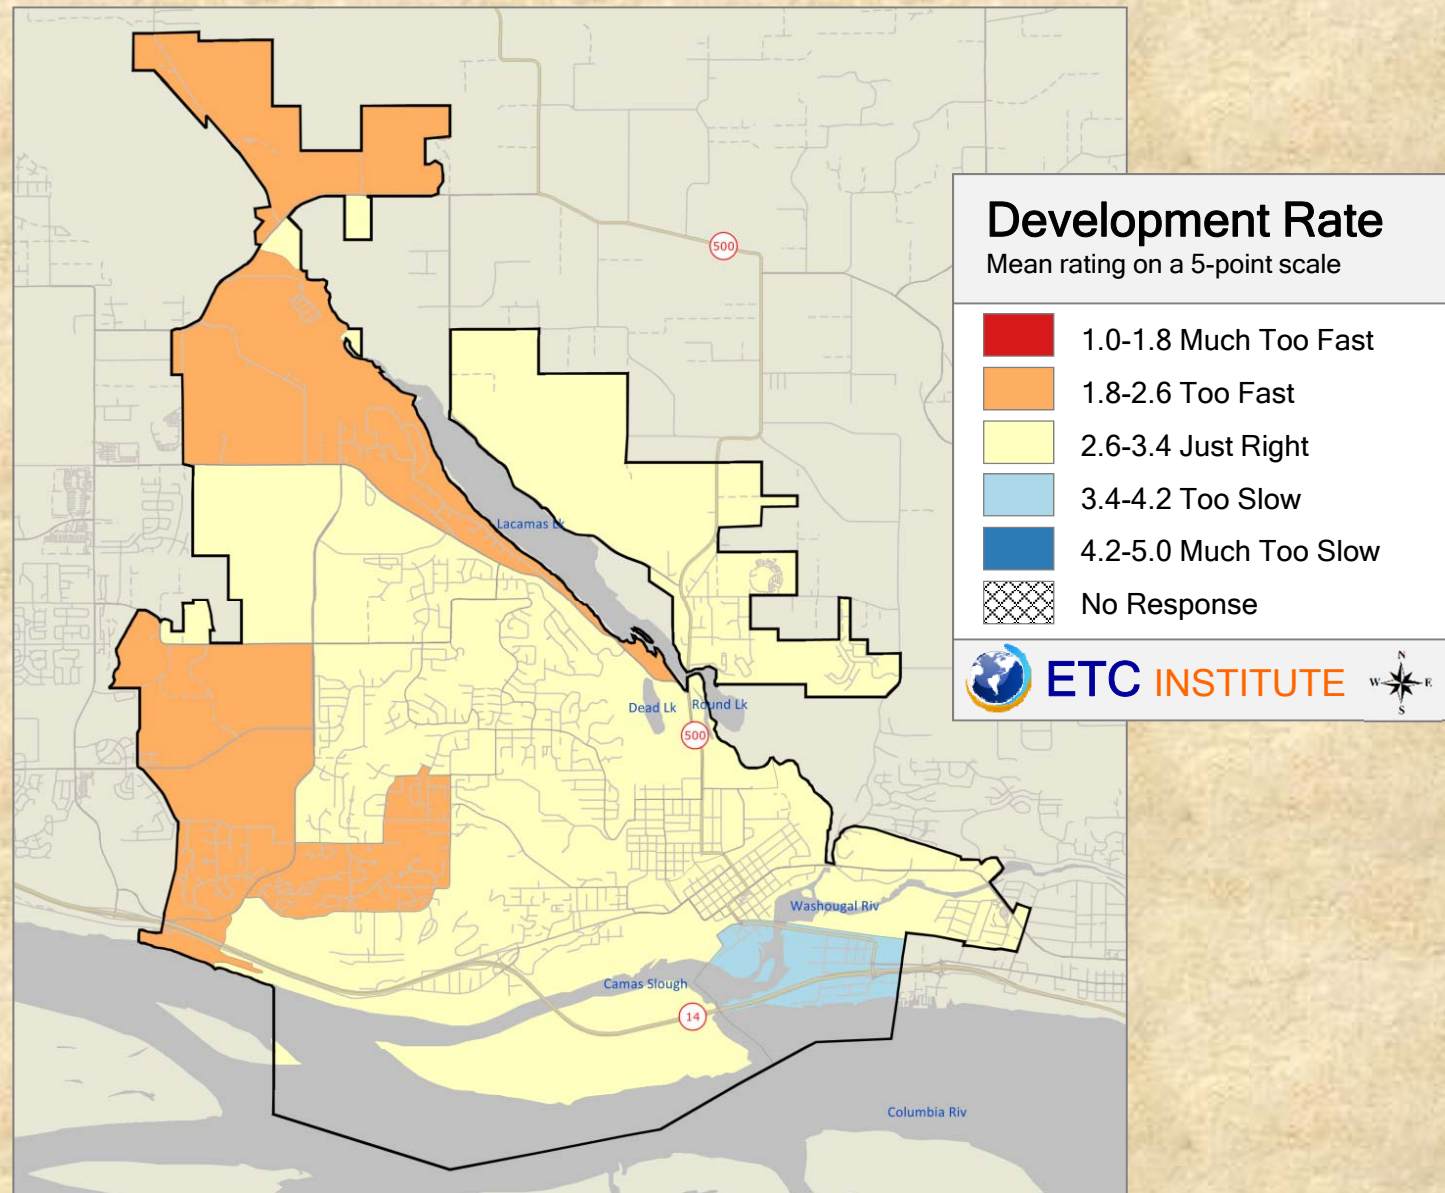 500
Development Rate
Mean rating on a 5-point scale
1.0-1.8 Much Too Fast
1.8-2.6 Too Fast
2.6-3.4 Just Right
3.4-4.2 Too Slow
4.2-5.0 Much Too Slow
No Response
ETC INSTITUTE
N
W E
S
Lacamas Lk
Dead Lk
Round Lk
500
Washougal Riv
Camas Slough
14
Columbia Riv